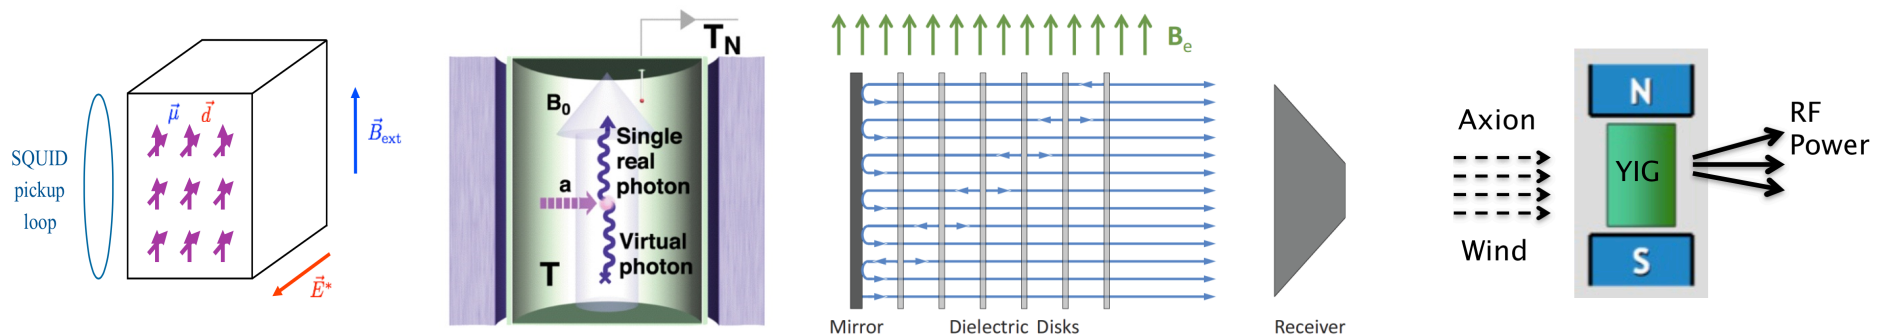 SQUID
pickup
loop
μ⃗ d⃗
B⃗ext
E⃗*
TN
B0
Single
real
photon
a
Virtual
photon
T
Be
Mirror
Dielectric Disks
Receiver
Axion
Wind
N
YIG
S
RF
Power